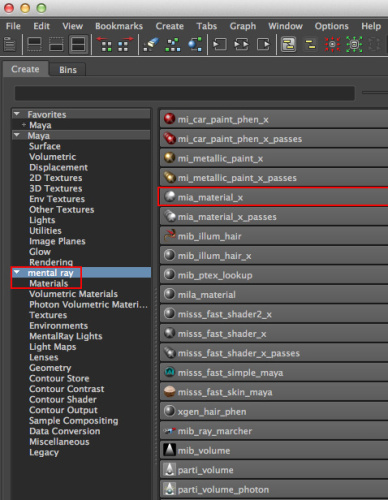 File Edit View Bookmarks Create Tabs Graph Window Options Help
Create Bins
Favorites
+ Maya
Maya
Surface
Volumetric
Displacement
2D Textures
3D Textures
Env Textures
Other Textures
Lights
Utilities
Image Planes
Glow
Rendering
mental ray
Materials
Volumetric Materials
Photon Volumetric Materi...
Textures
Environments
MentalRay Lights
Light Maps
Lenses
Geometry
Contour Store
Contour Contrast
Contour Shader
Contour Output
Sample Compositing
Data Conversion
Miscellaneous
Legacy
mi_car_paint_phen_x
mi_car_paint_phen_x_passes
mi_metallic_paint_x
mi_metallic_paint_x_passes
mia_material_x
mia_material_x_passes
mib_illum_hair
mib_illum_hair_x
mib_ptex_lookup
mila_material
misss_fast_shader2_x
misss_fast_shader_x
misss_fast_shader_x_passes
misss_fast_simple_maya
misss_fast_skin_maya
xgen_hair_phen
mib_ray_marcher
mib_volume
parti_volume
parti_volume_photon